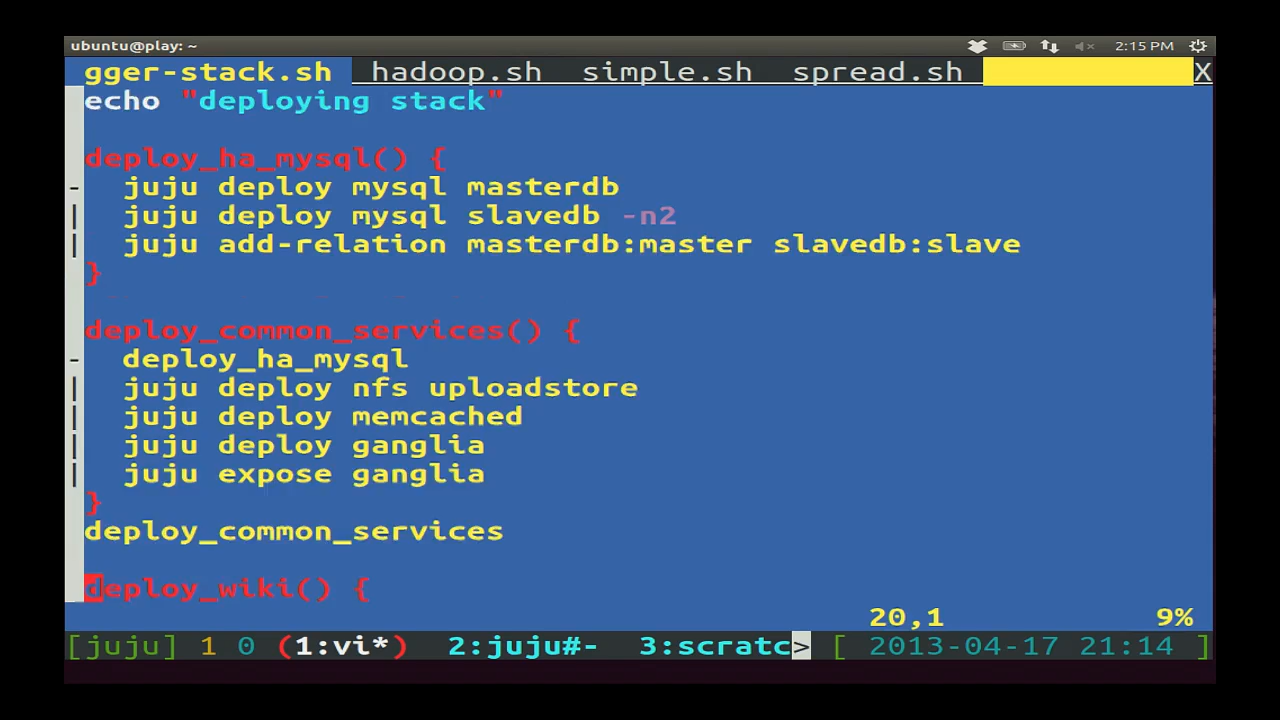 ubuntu@play: ~ 2:15 PM
gger-stack.sh hadoop.sh simple.sh spread.sh X
echo "deploying stack"
deploy_ha_mysql() {
- juju deploy mysql masterdb
| juju deploy mysql slavedb -n2
| juju add-relation masterdb:master slavedb:slave
}
deploy_common_services() {
- deploy_ha_mysql
| juju deploy nfs uploadstore
| juju deploy memcached
| juju deploy ganglia
| juju expose ganglia
}
deploy_common_services
deploy_wiki() {
20,1 9%
[juju] 1 0 (1:vi*) 2:juju#- 3:scratc> [ 2013-04-17 21:14 ]